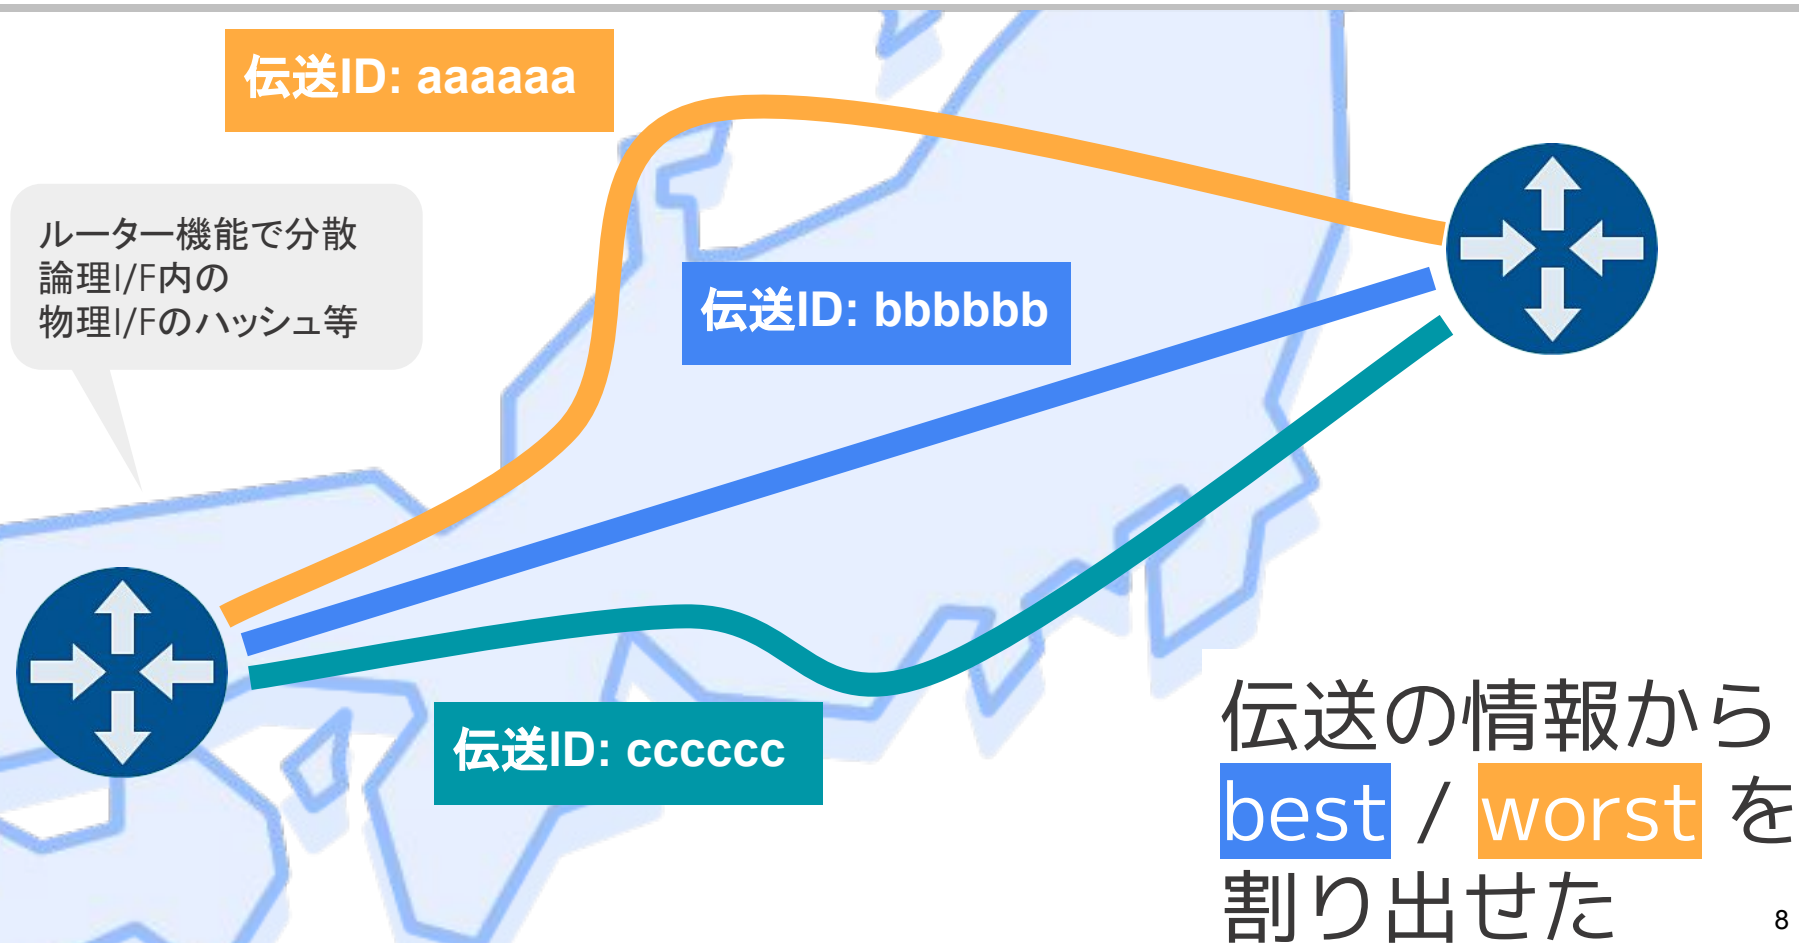 伝送ID: aaaaaa
ルーター機能で分散
論理I/F内の
物理I/Fのハッシュ等
伝送ID: bbbbbb
伝送ID: cccccc
伝送の情報から
best / worst を
割り出せた
8